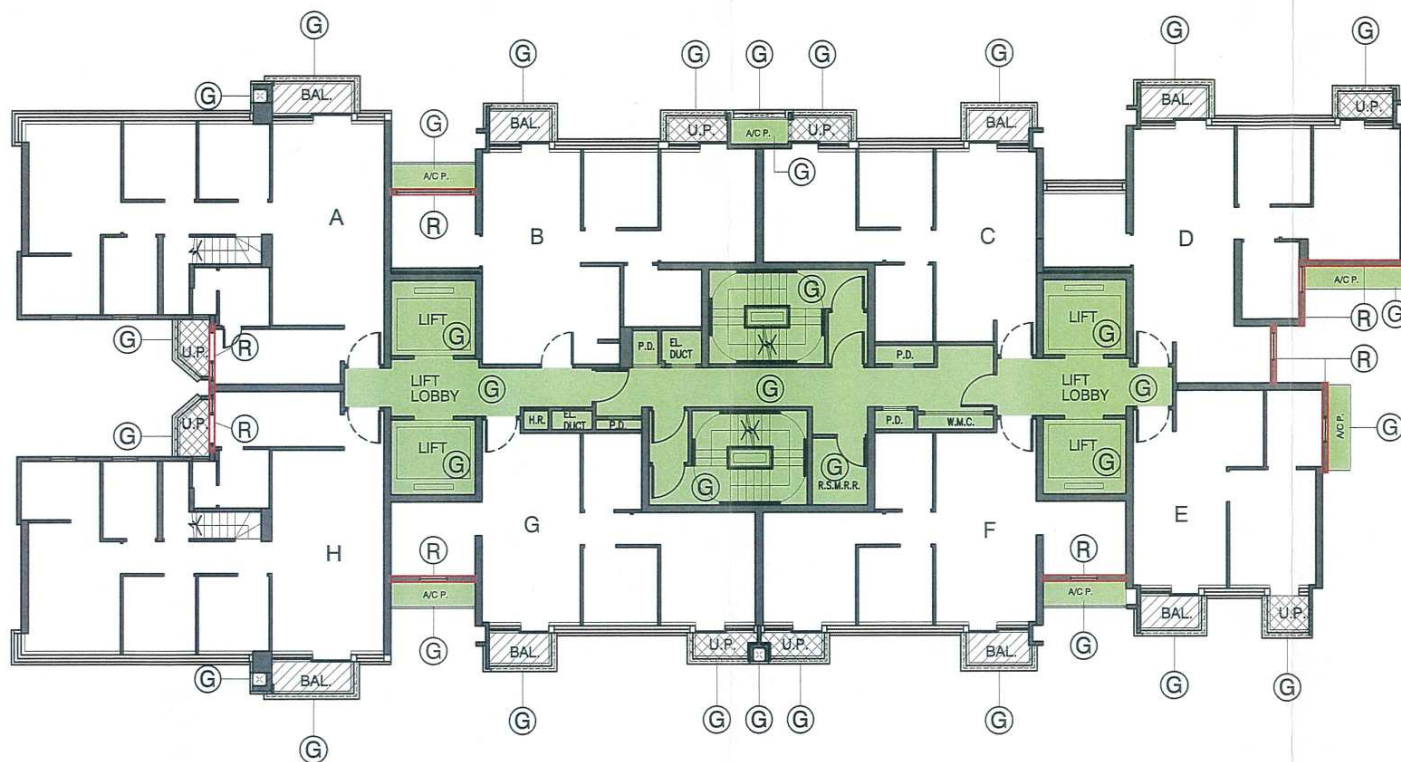 G
G
G
G
G
G
G
G
G
BAL.
G
BAL.
U.P.
G
BAL.
U.P.
A/C P.
U.P.
BAL.
A/C P.
G
R
A
B
C
D
A/C P.
G
R
G
LIFT
G
LIFT
G
G
U.P.
R
P.D.
EL.
DUCT
P.D.
R
LIFT
LOBBY
G
G
LIFT
LOBBY
G
U.P.
G
R
H.R.
EL.
DUCT
P.D.
P.D.
W.M.C.
A/C P.
G
LIFT
G
G
G
R.S.M.R.R.
LIFT
G
H
G
F
E
R
A/C P.
R
A/C P.
BAL.
U.P.
G
BAL.
G
BAL.
U.P.
U.P.
BAL.
G
G
G
G
G
G
G
G
G